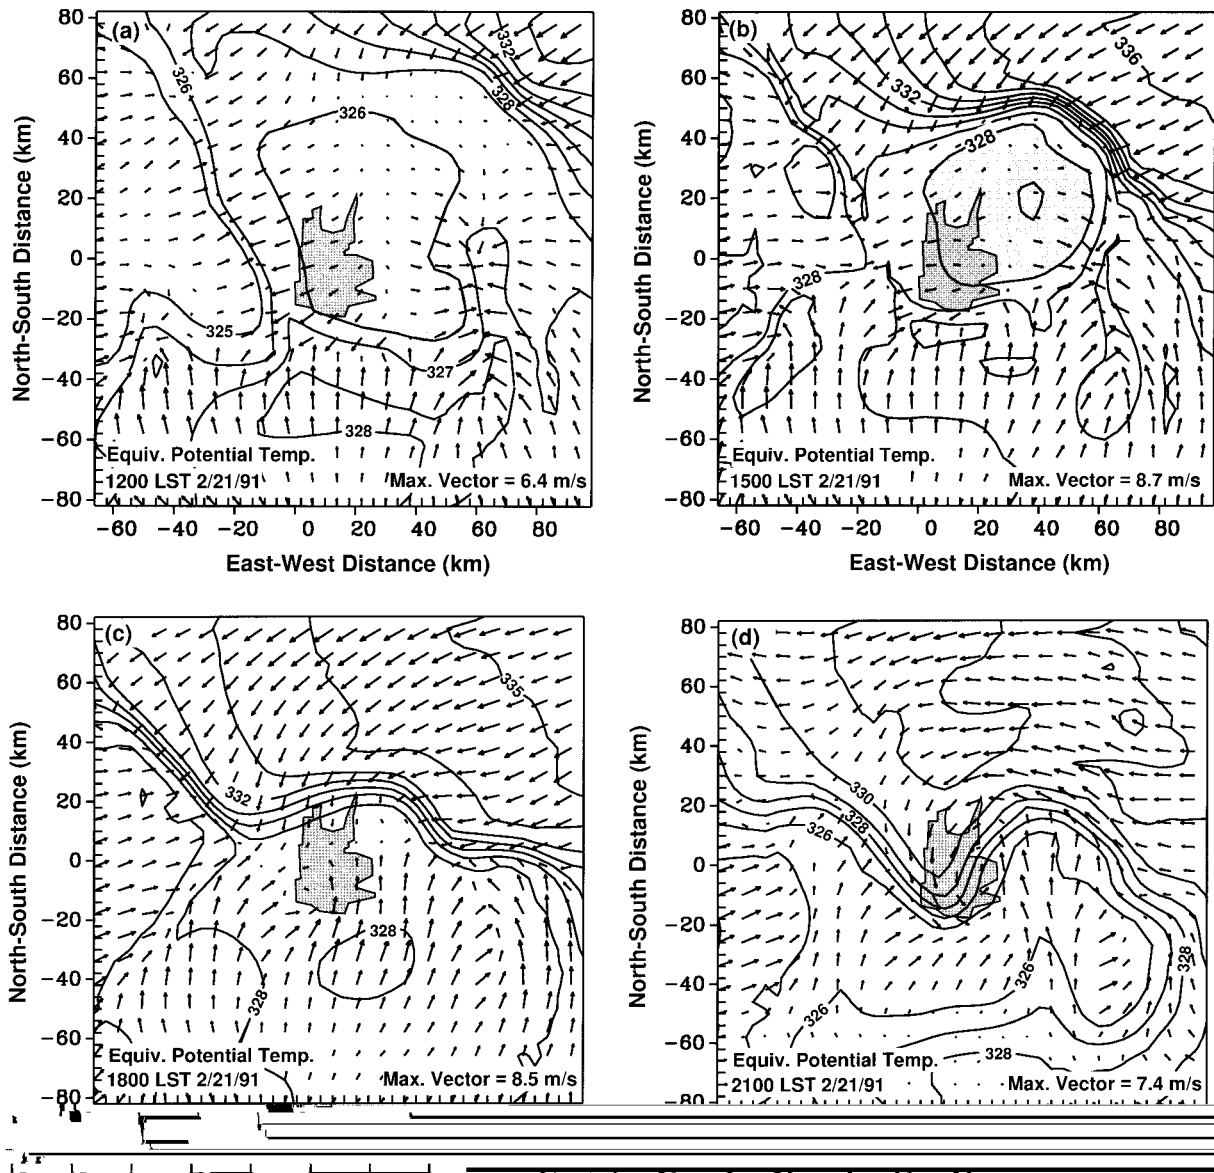 (a)
80
60
40
20
0
−20
−40
−60
−80
North-South Distance (km)
326
332
328
326
325
327
328
Equiv. Potential Temp.
1200 LST 2/21/91
Max. Vector = 6.4 m/s
−60 −40 −20 0 20 40 60 80
East-West Distance (km)
(b)
80
60
40
20
0
−20
−40
−60
−80
North-South Distance (km)
336
332
328
328
Equiv. Potential Temp.
1500 LST 2/21/91
Max. Vector = 8.7 m/s
−60 −40 −20 0 20 40 60 80
East-West Distance (km)
(c)
80
60
40
20
0
−20
−40
−60
−80
North-South Distance (km)
335
332
328
328
Equiv. Potential Temp.
1800 LST 2/21/91
Max. Vector = 8.5 m/s
(d)
80
60
40
20
0
−20
−40
−60
−80
North-South Distance (km)
330
328
326
326
328
326
328
Equiv. Potential Temp.
2100 LST 2/21/91
Max. Vector = 7.4 m/s